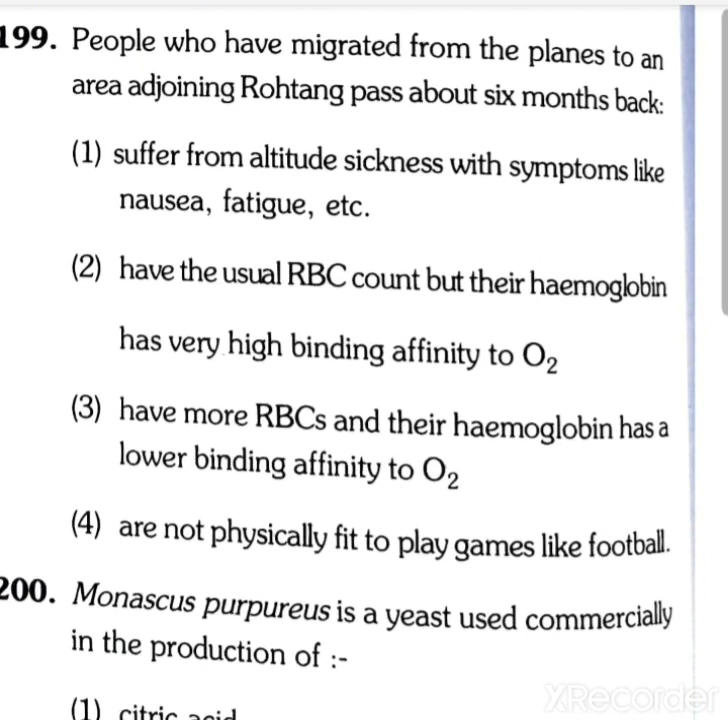 199. People who have migrated from the planes to an
area adjoining Rohtang pass about six months back:
(1) suffer from altitude sickness with symptoms like
nausea, fatigue, etc.
(2) have the usual RBC count but their haemoglobin
has very high binding affinity to O₂
(3) have more RBCs and their haemoglobin has a
lower binding affinity to O₂
(4) are not physically fit to play games like football.
200. Monascus purpureus is a yeast used commercially
in the production of :-
(1) citric acid
XRecorder